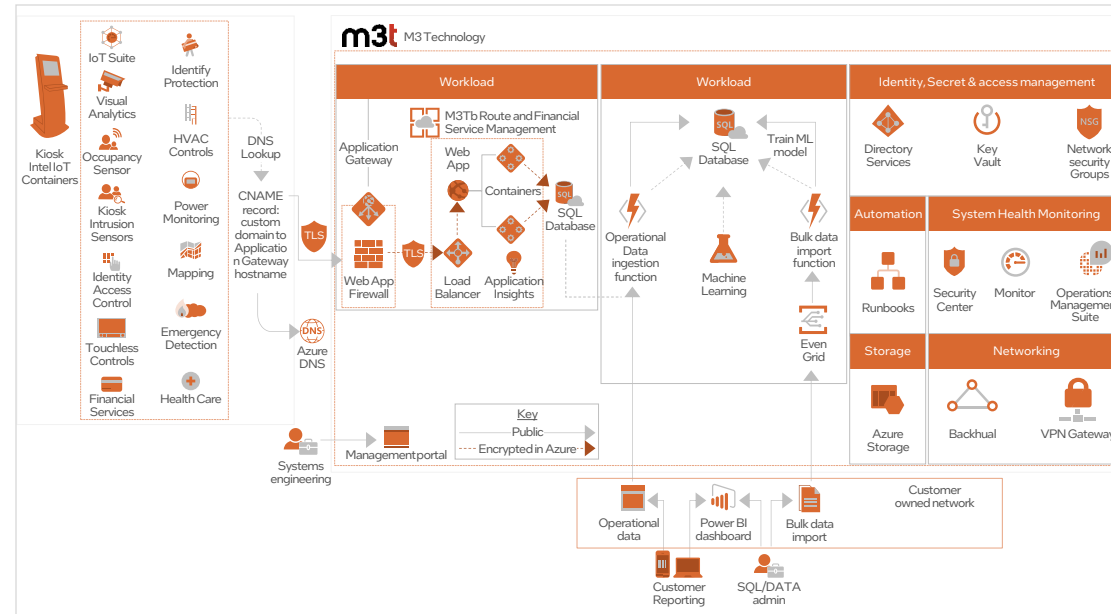 m3t M3 Technology
Kiosk
Intel IoT
Containers
IoT Suite
Visual
Analytics
Occupancy
Sensor
Kiosk
Intrusion
Sensors
Identity
Access
Control
Touchless
Controls
Financial
Services
Identify
Protection
HVAC
Controls
Power
Monitoring
Mapping
Emergency
Detection
Health Care
DNS
Lookup
CNAME
record:
custom
domain to
Applicatio
n Gateway
hostname
TLS
DNS
Azure
DNS
Systems
engineering
Management portal
Workload
Application
Gateway
Web App
Firewall
TLS
M3Tb Route and Financial
Service Management
Web
App
Containers
Load
Balancer
Application
Insights
SQL
SQL
Database
Key
Public
Encrypted in Azure
Workload
SQL
SQL
Database
Train ML
model
Operational
Data
ingestion
function
Machine
Learning
Bulk data
import
function
Even
Grid
Identity, Secret & access management
Directory
Services
Key
Vault
NSG
Network
security
Groups
Automation
Runbooks
System Health Monitoring
Security
Center
Monitor
Operations
Management
Suite
Storage
Azure
Storage
Networking
Backhual
VPN Gateway
Customer
owned network
Operational
data
Power BI
dashboard
Bulk data
import
Customer
Reporting
SQL/DATA
admin